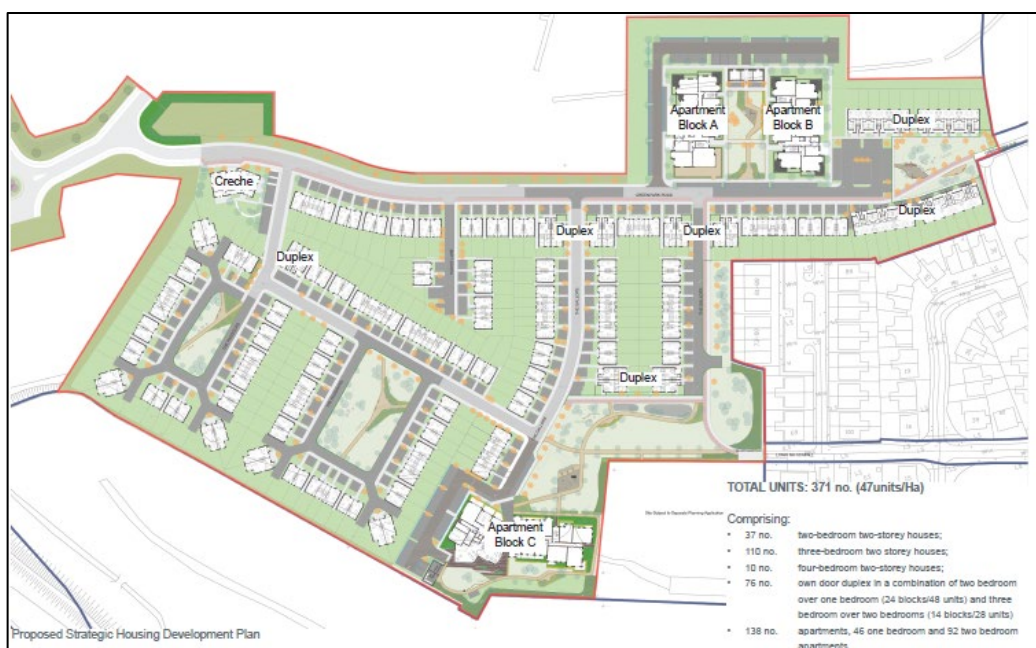 Apartment
Block A
Apartment
Block B
Duplex
Creche
Duplex
Duplex
Duplex
Duplex
Duplex
Apartment
Block C
TOTAL UNITS: 371 no. (47units/Ha)
Comprising:
• 37 no. two-bedroom two-storey houses;
• 110 no. three-bedroom two storey houses;
• 10 no. four-bedroom two-storey houses;
• 76 no. own door duplex in a combination of two bedroom
over one bedroom (24 blocks/48 units) and three
bedroom over two bedrooms (14 blocks/28 units)
• 138 no. apartments, 46 one bedroom and 92 two bedroom
apartments
Proposed Strategic Housing Development Plan